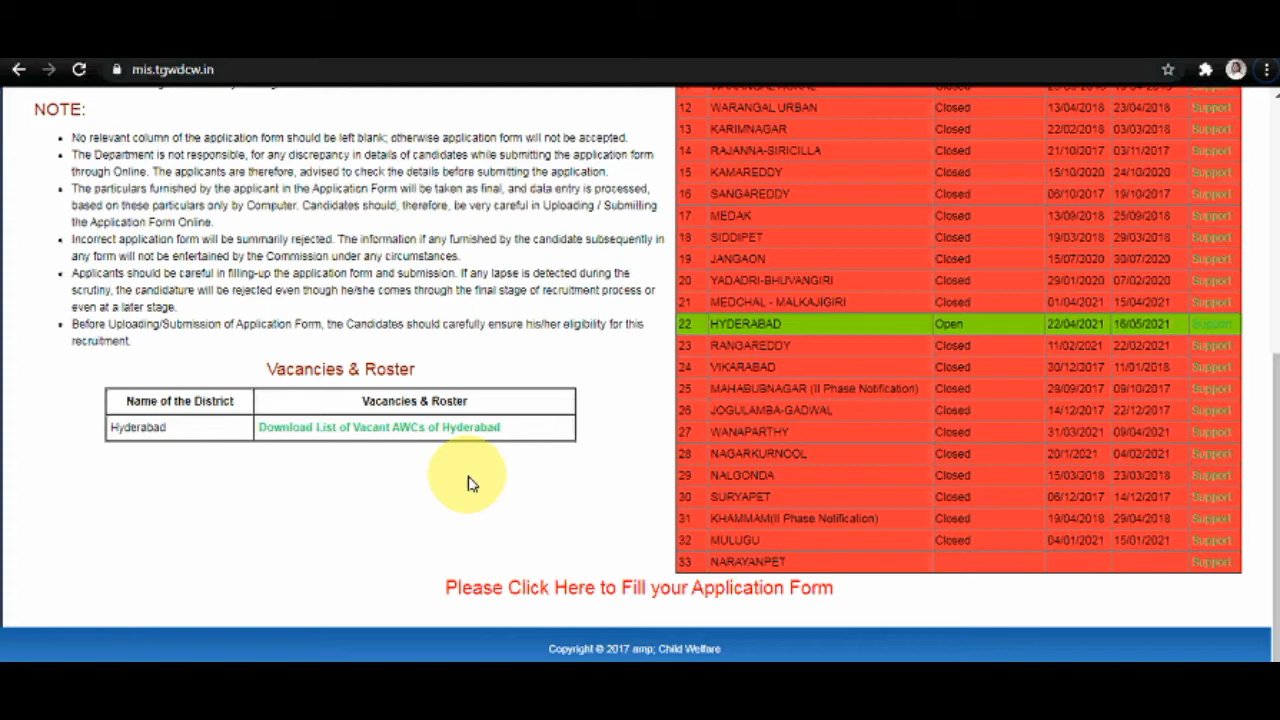 mis.tgwdcw.in
NOTE:
No relevant column of the application form should be left blank; otherwise application form will not be accepted.
The Department is not responsible, for any discrepancy in details of candidates while submitting the application form
through Online. The applicants are therefore, advised to check the details before submitting the application.
The particulars furnished by the applicant in the Application Form will be taken as final, and data entry is processed,
based on these particulars only by Computer. Candidates should, therefore, be very careful in Uploading / Submitting
the Application Form Online.
Incorrect application form will be summarily rejected. The information if any furnished by the candidate subsequently in
any form will not be entertained by the Commission under any circumstances.
Applicants should be careful in filling-up the application form and submission. If any lapse is detected during the
scrutiny, the candidature will be rejected even though he/she comes through the final stage of recruitment process or
even at a later stage.
Before Uploading/Submission of Application Form, the Candidates should carefully ensure his/her eligibility for this
recruitment.
Vacancies & Roster
Name of the District Vacancies & Roster
Hyderabad Download List of Vacant AWCs of Hyderabad
12 WARANGAL URBAN Closed 13/04/2018 23/04/2018 Support
13 KARIMNAGAR Closed 22/02/2018 03/03/2018 Support
14 RAJANNA-SIRICILLA Closed 21/10/2017 03/11/2017 Support
15 KAMAREDDY Closed 15/10/2020 24/10/2020 Support
16 SANGAREDDY Closed 06/10/2017 19/10/2017 Support
17 MEDAK Closed 13/09/2018 25/09/2018 Support
18 SIDDIPET Closed 19/03/2018 29/03/2018 Support
19 JANGAON Closed 15/07/2020 30/07/2020 Support
20 YADADRI-BHUVANGIRI Closed 29/01/2020 07/02/2020 Support
21 MEDCHAL - MALKAJIGIRI Closed 01/04/2021 15/04/2021 Support
22 HYDERABAD Open 22/04/2021 16/05/2021 Support
23 RANGAREDDY Closed 11/02/2021 22/02/2021 Support
24 VIKARABAD Closed 30/12/2017 11/01/2018 Support
25 MAHABUBNAGAR (II Phase Notification) Closed 29/09/2017 09/10/2017 Support
26 JOGULAMBA-GADWAL Closed 14/12/2017 22/12/2017 Support
27 WANAPARTHY Closed 31/03/2021 09/04/2021 Support
28 NAGARKURNOOL Closed 20/1/2021 04/02/2021 Support
29 NALGONDA Closed 15/03/2018 23/03/2018 Support
30 SURYAPET Closed 06/12/2017 14/12/2017 Support
31 KHAMMAM(II Phase Notification) Closed 19/04/2018 29/04/2018 Support
32 MULUGU Closed 04/01/2021 15/01/2021 Support
33 NARAYANPET Support
Please Click Here to Fill your Application Form
Copyright © 2017 amp; Child Welfare